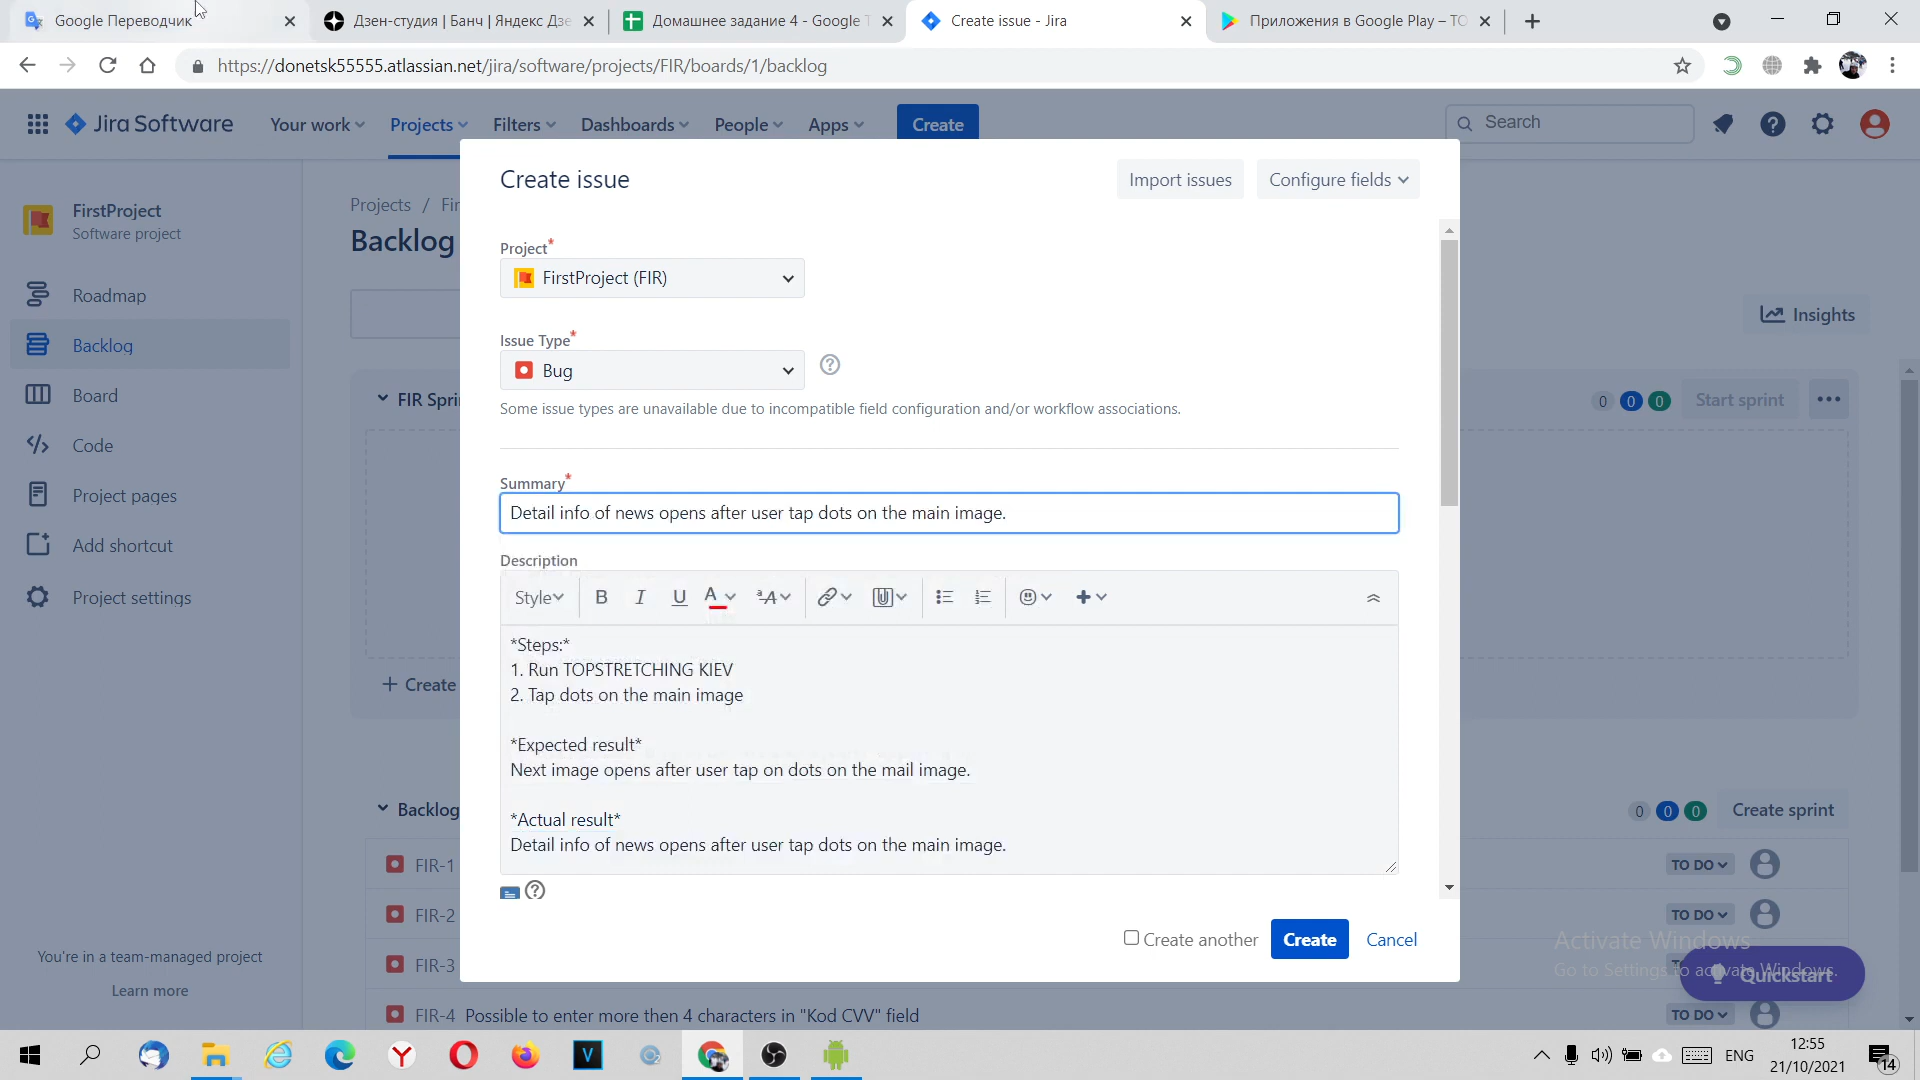 Google Переводчик
Дзен-студия | Банч | Яндекс Дзе
Домашнее задание 4 - Google Т
Create issue - Jira
Приложения в Google Play – TO
https://donetsk55555.atlassian.net/jira/software/projects/FIR/boards/1/backlog
Jira Software
Your work
Projects
Filters
Dashboards
People
Apps
Create
Search
FirstProject
Software project
Roadmap
Backlog
Board
Code
Project pages
Add shortcut
Project settings
You're in a team-managed project
Learn more
Projects / Fir
Backlog
Insights
FIR Spri
0 0 0
Start sprint
+ Create
Backlog
0 0 0
Create sprint
FIR-1
TO DO
FIR-2
TO DO
FIR-3
FIR-4 Possible to enter more then 4 characters in "Kod CVV" field
TO DO
Create issue
Import issues
Configure fields
Project*
FirstProject (FIR)
Issue Type*
Bug
Some issue types are unavailable due to incompatible field configuration and/or workflow associations.
Summary*
Detail info of news opens after user tap dots on the main image.
Description
Style
B I U A ᵃA
*Steps:*
1. Run TOPSTRETCHING KIEV
2. Tap dots on the main image
*Expected result*
Next image opens after user tap on dots on the mail image.
*Actual result*
Detail info of news opens after user tap dots on the main image.
Create another
Create
Cancel
Activate Windows
Go to Settings to activate Windows.
Quickstart
ENG
12:55
21/10/2021
14